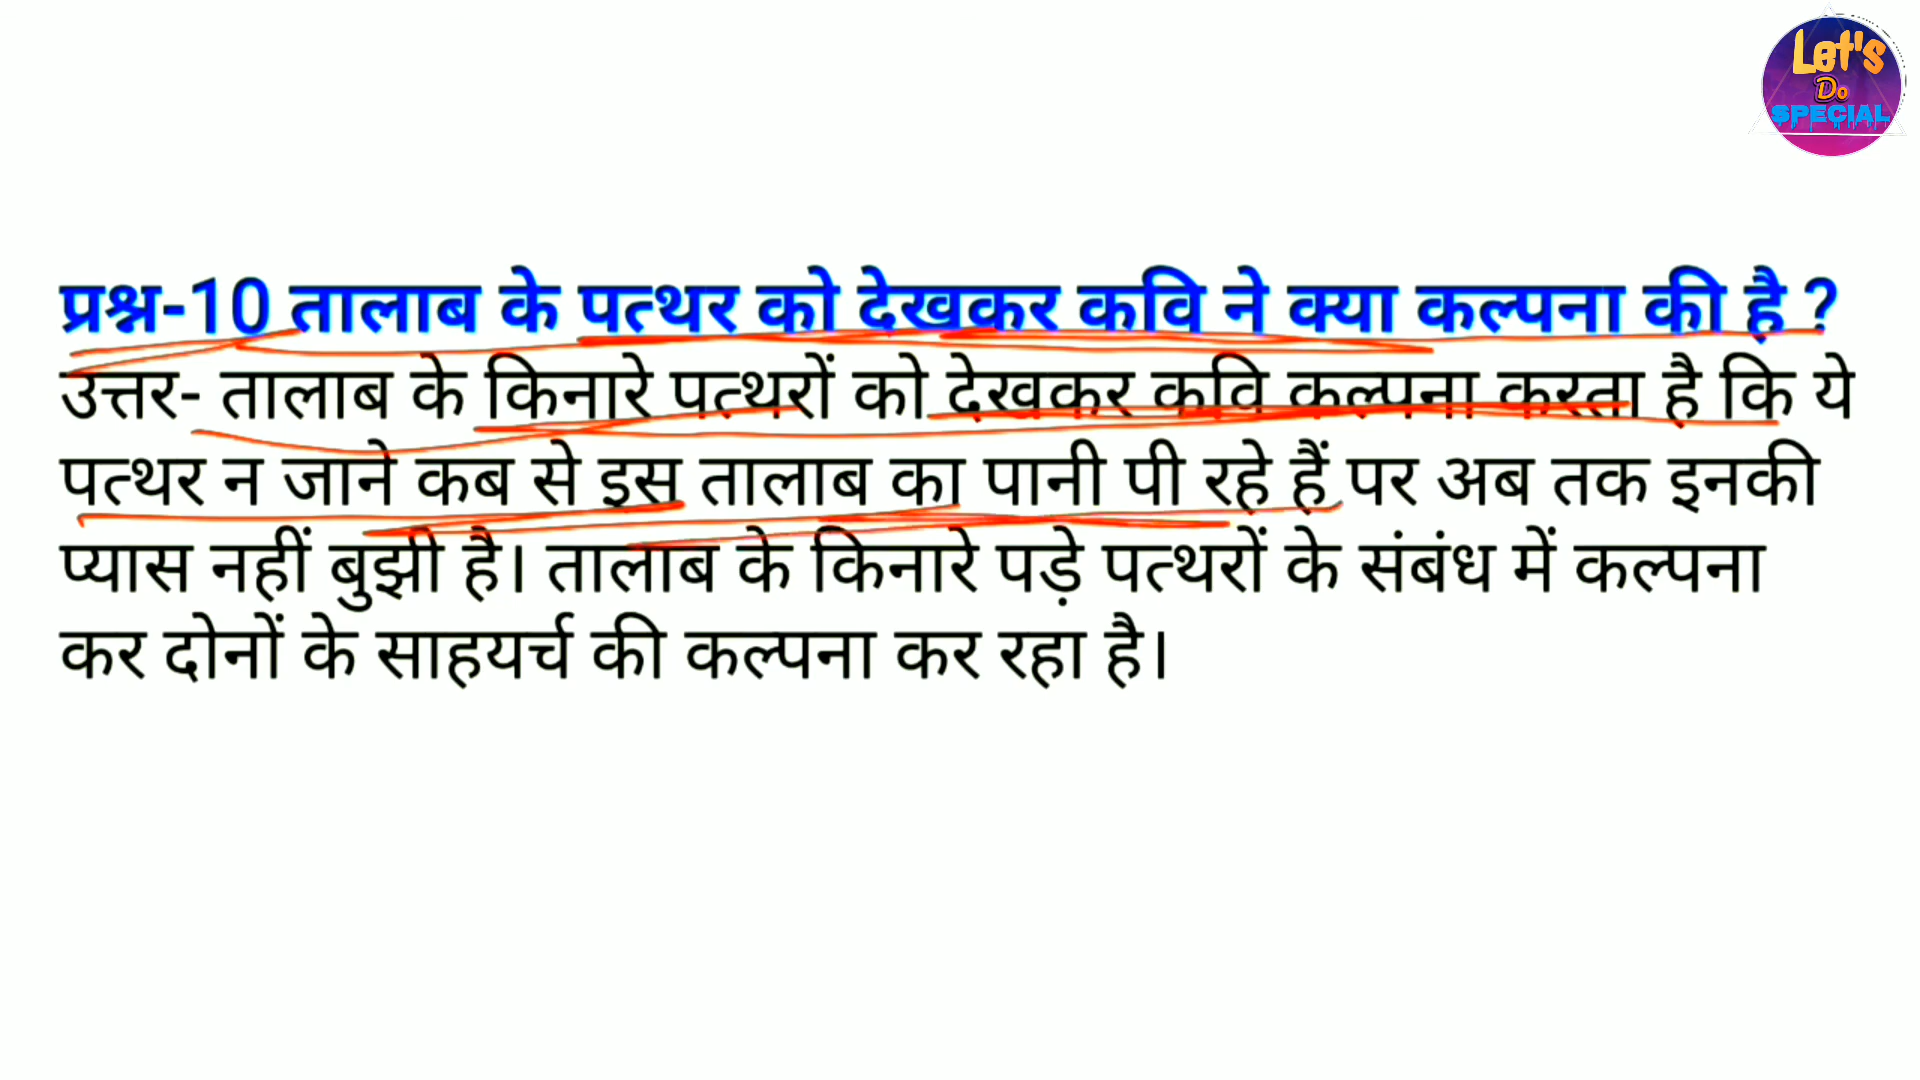 Let's
Do
SPECIAL
प्रश्न-10 तालाब के पत्थर को देखकर कवि ने क्या कल्पना की है ?
उत्तर- तालाब के किनारे पत्थरों को देखकर कवि कल्पना करता है कि ये
पत्थर न जाने कब से इस तालाब का पानी पी रहे हैं पर अब तक इनकी
प्यास नहीं बुझी है। तालाब के किनारे पड़े पत्थरों के संबंध में कल्पना
कर दोनों के साहयर्च की कल्पना कर रहा है।